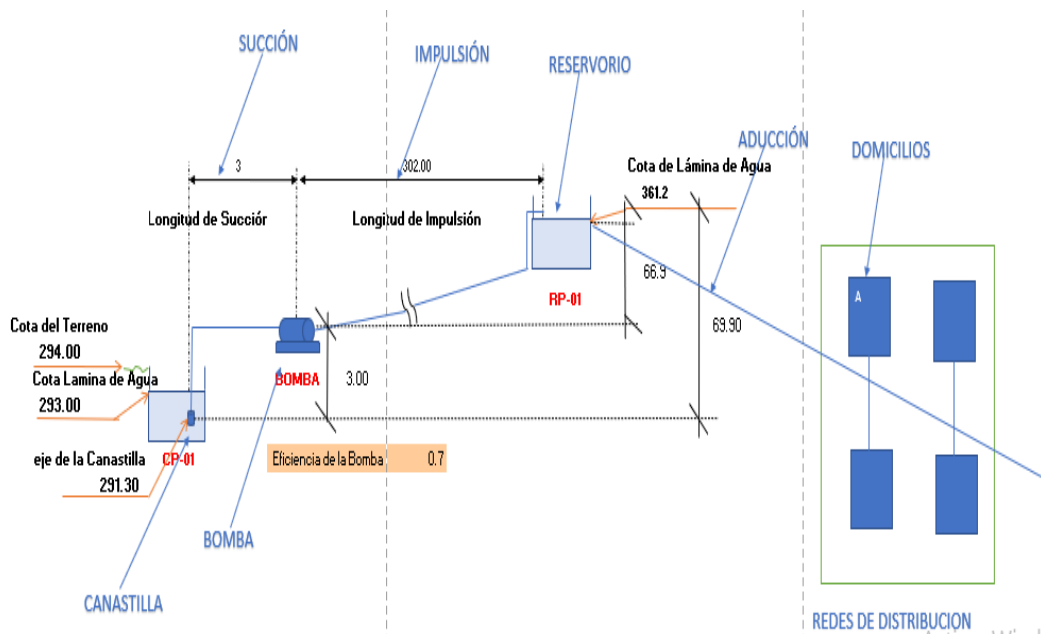 SUCCIÓN
IMPULSIÓN
RESERVORIO
ADUCCIÓN
DOMICILIOS
3
302.00
Cota de Lámina de Agua
361.2
Longitud de Succiór
Longitud de Impulsión
66.9
RP-01
69.90
A
Cota del Terreno
294.00
Cota Lamina de Agua
293.00
BOMBA
3.00
eje de la Canastilla
CP-01
291.30
Eficiencia de la Bomba 0.7
BOMBA
CANASTILLA
REDES DE DISTRIBUCION